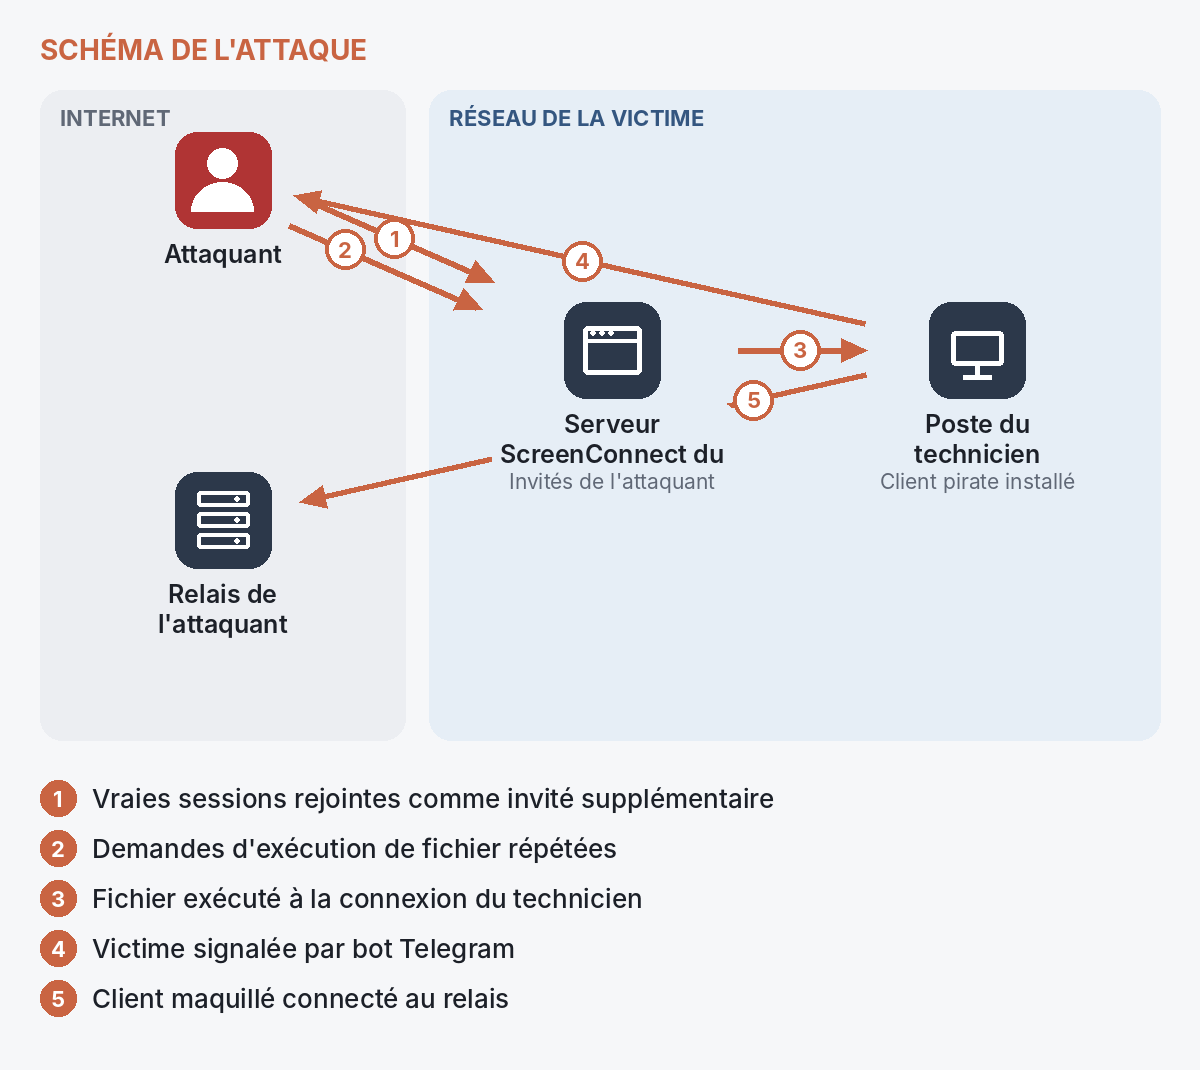 SCHÉMA DE L'ATTAQUE
INTERNET
RÉSEAU DE LA VICTIME
Attaquant
1
2
4
3
5
Serveur
ScreenConnect du
Invités de l'attaquant
Poste du
technicien
Client pirate installé
Relais de
l'attaquant
1 Vraies sessions rejointes comme invité supplémentaire
2 Demandes d'exécution de fichier répétées
3 Fichier exécuté à la connexion du technicien
4 Victime signalée par bot Telegram
5 Client maquillé connecté au relais